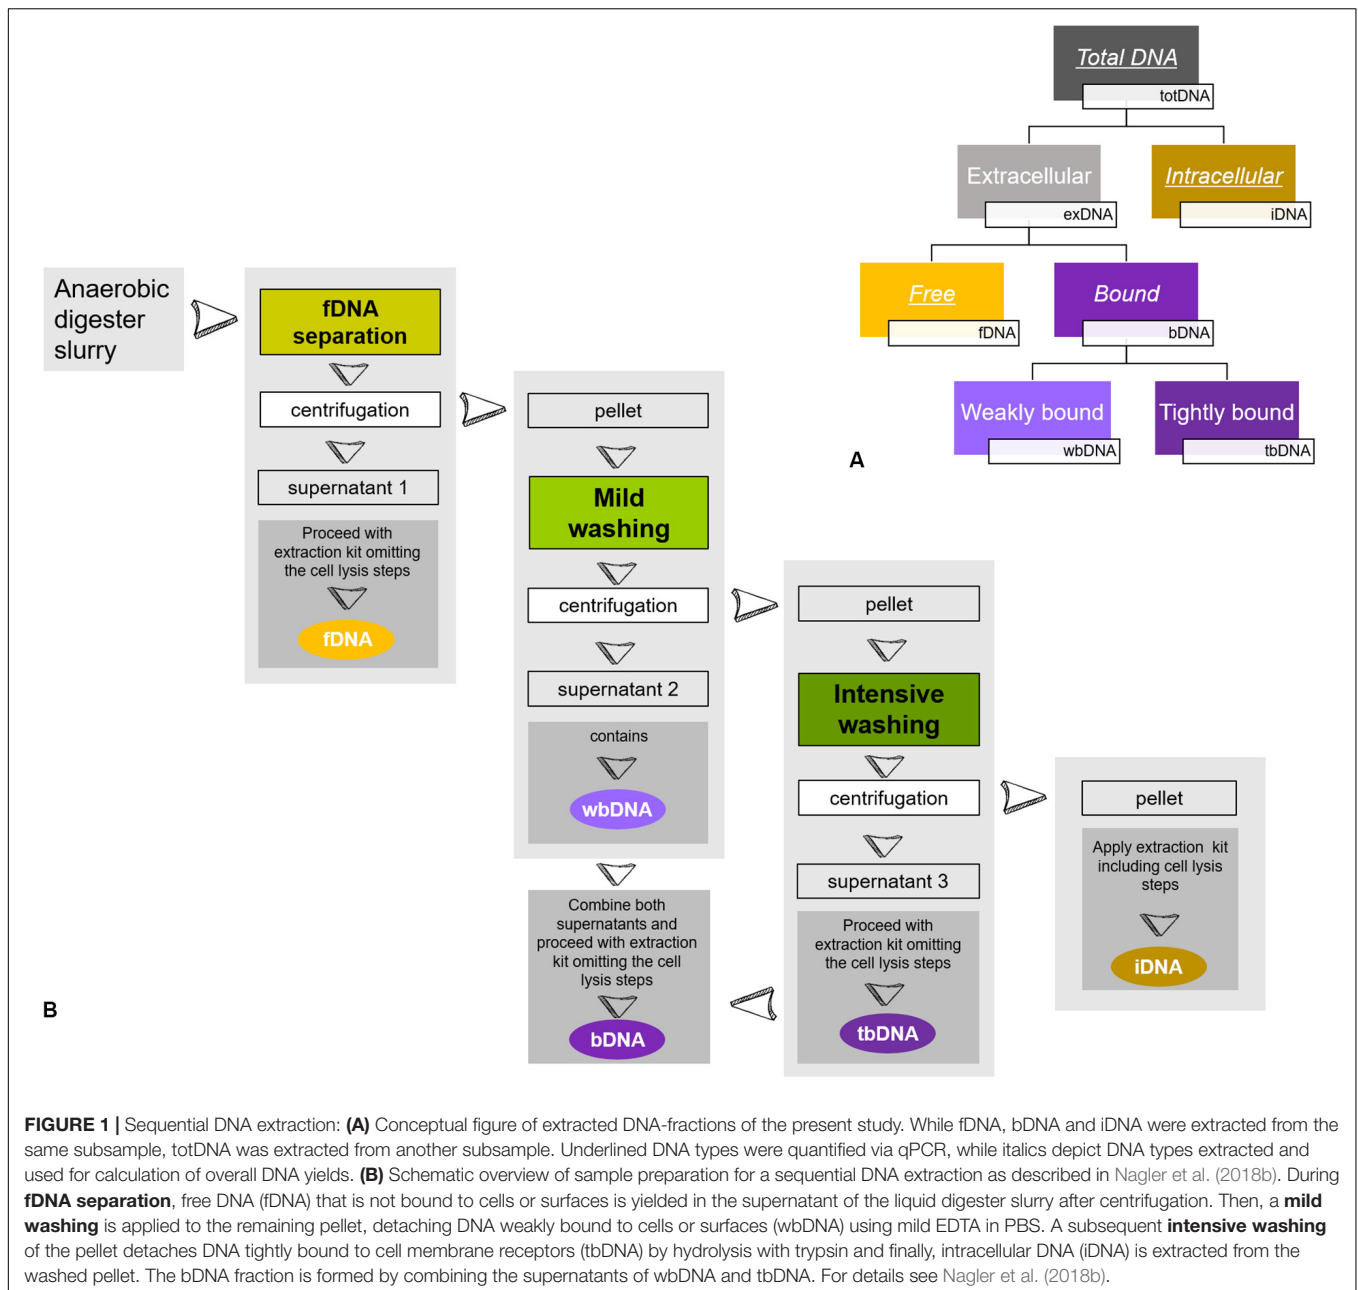 Total DNA
totDNA
Extracellular
exDNA
Intracellular
iDNA
Free
fDNA
Bound
bDNA
Weakly bound
wbDNA
Tightly bound
tbDNA
A
Anaerobic
digester
slurry
fDNA
separation
centrifugation
supernatant 1
Proceed with
extraction kit omitting
the cell lysis steps
fDNA
pellet
Mild
washing
centrifugation
supernatant 2
contains
wbDNA
Combine both
supernatants and
proceed with extraction
kit omitting the cell
lysis steps
bDNA
pellet
Intensive
washing
centrifugation
supernatant 3
Proceed with
extraction kit omitting
the cell lysis steps
tbDNA
pellet
Apply extraction kit
including cell lysis
steps
iDNA
B
FIGURE 1 | Sequential DNA extraction: (A) Conceptual figure of extracted DNA-fractions of the present study. While fDNA, bDNA and iDNA were extracted from the
same subsample, totDNA was extracted from another subsample. Underlined DNA types were quantified via qPCR, while italics depict DNA types extracted and
used for calculation of overall DNA yields. (B) Schematic overview of sample preparation for a sequential DNA extraction as described in Nagler et al. (2018b). During
fDNA separation, free DNA (fDNA) that is not bound to cells or surfaces is yielded in the supernatant of the liquid digester slurry after centrifugation. Then, a mild
washing is applied to the remaining pellet, detaching DNA weakly bound to cells or surfaces (wbDNA) using mild EDTA in PBS. A subsequent intensive washing
of the pellet detaches DNA tightly bound to cell membrane receptors (tbDNA) by hydrolysis with trypsin and finally, intracellular DNA (iDNA) is extracted from the
washed pellet. The bDNA fraction is formed by combining the supernatants of wbDNA and tbDNA. For details see Nagler et al. (2018b).